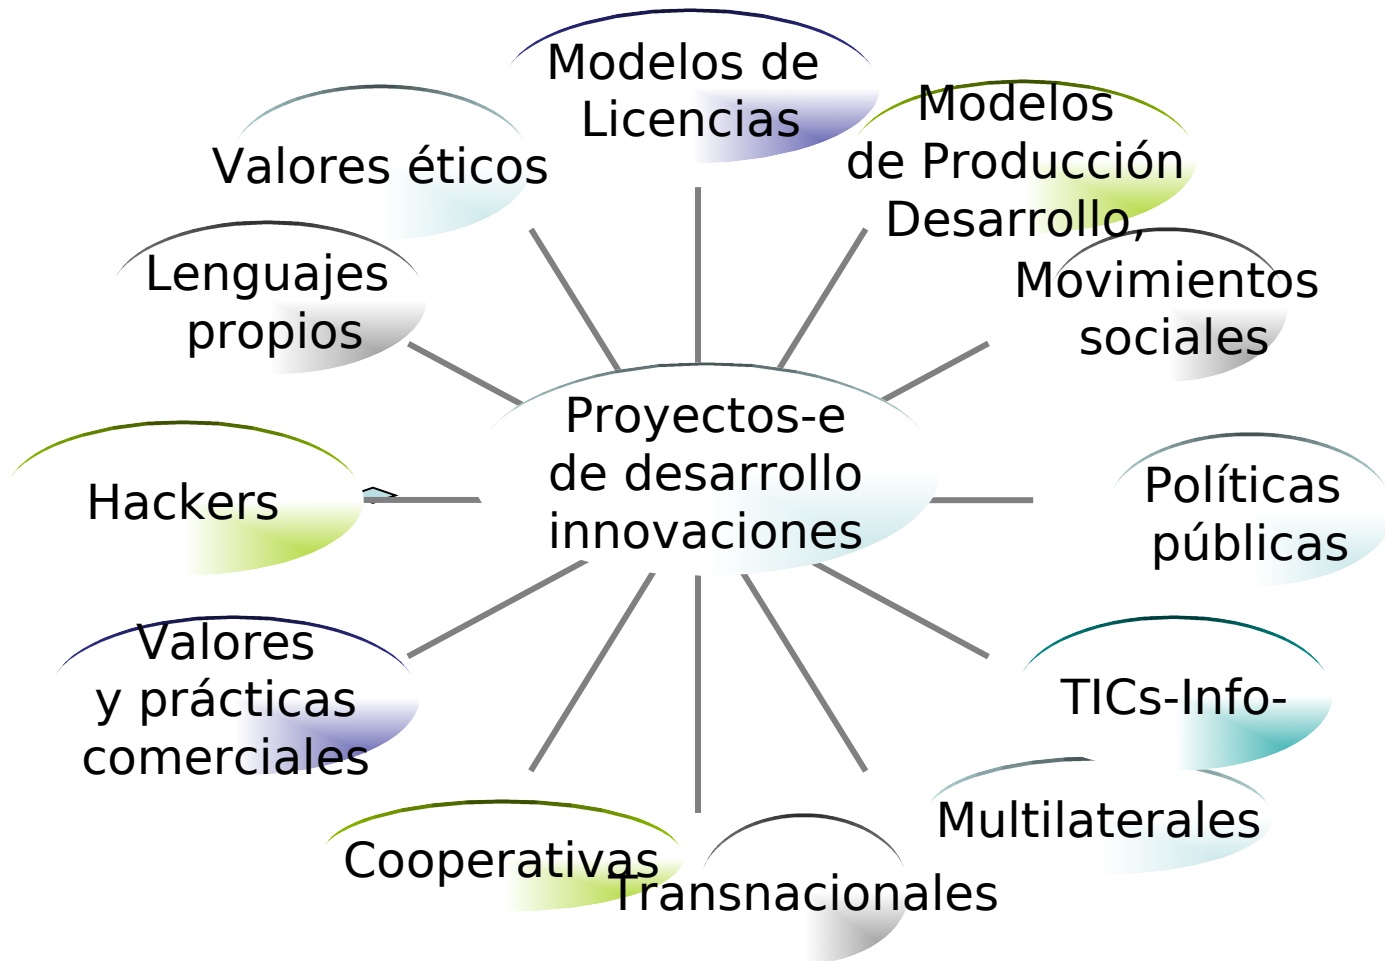 Modelos de
Licencias
Modelos
de Producción
Desarrollo,
Valores éticos
Movimientos
sociales
Lenguajes
propios
Proyectos-e
de desarrollo
innovaciones
Hackers
Políticas
públicas
Valores
y prácticas
comerciales
TICs-Info-
Multilaterales
Cooperativas
Transnacionales